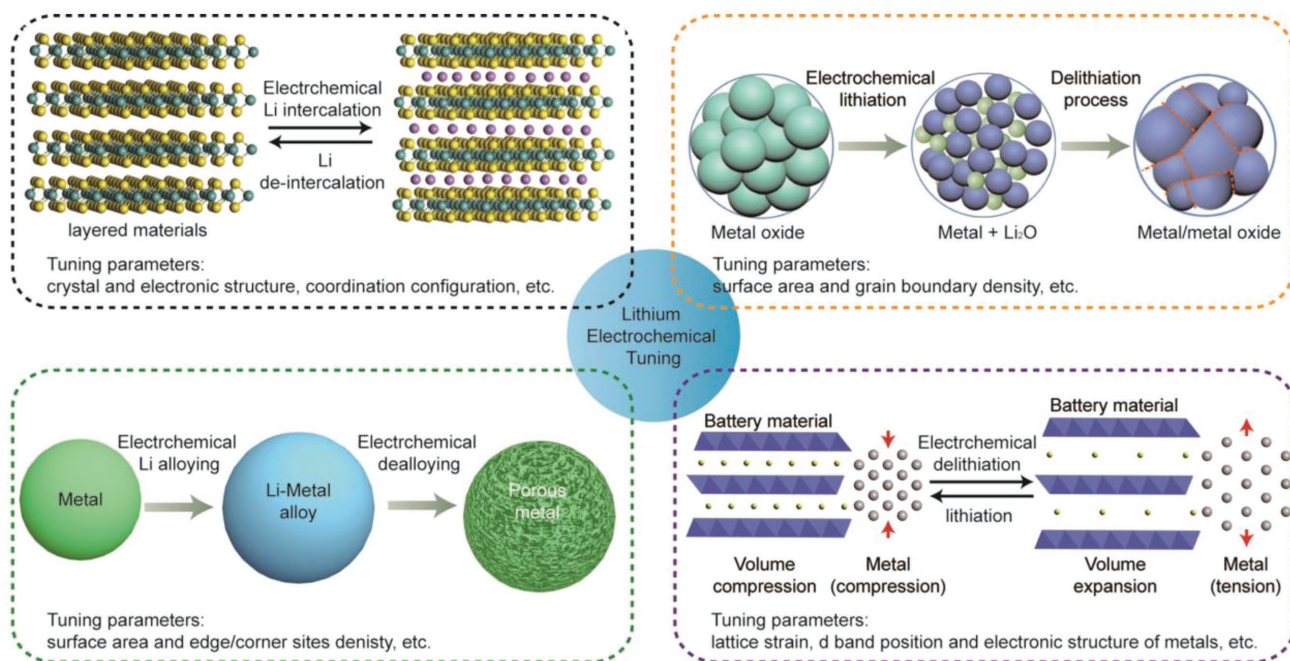 Electrchemical
Li intercalation
Li
de-intercalation
layered materials
Tuning parameters:
crystal and electronic structure, coordination configuration, etc.
Electrochemical
lithiation
Delithiation
process
Metal oxide
Metal + Li₂O
Metal/metal oxide
Tuning parameters:
surface area and grain boundary density, etc.
Lithium
Electrochemical
Tuning
Metal
Electrchemical
Li alloying
Li-Metal
alloy
Electrchemical
dealloying
Porous
metal
Tuning parameters:
surface area and edge/corner sites denisty, etc.
Battery material
Volume
compression
Metal
(compression)
Electrchemical
delithiation
lithiation
Battery material
Volume
expansion
Metal
(tension)
Tuning parameters:
lattice strain, d band position and electronic structure of metals, etc.